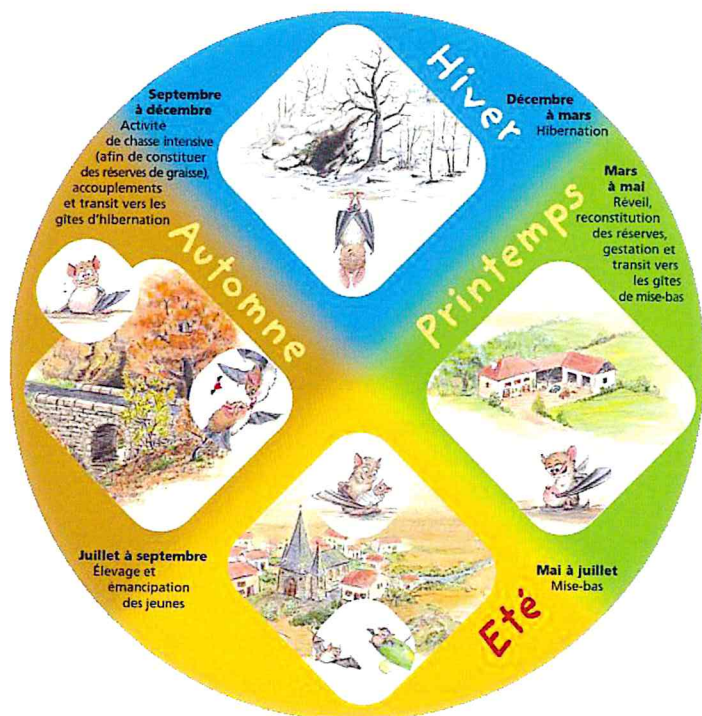 Hiver
Décembre
à mars
Hibernation
Printemps
Mars
à mai
Réveil,
reconstitution
des réserves,
gestation et
transit vers
les gîtes
de mise-bas
Eté
Mai à juillet
Mise-bas
Juillet à septembre
Élevage et
émancipation
des jeunes
Automne
Septembre
à décembre
Activité
de chasse intensive
(afin de constituer
des réserves de graisse),
accouplements
et transit vers les
gîtes d'hibernation